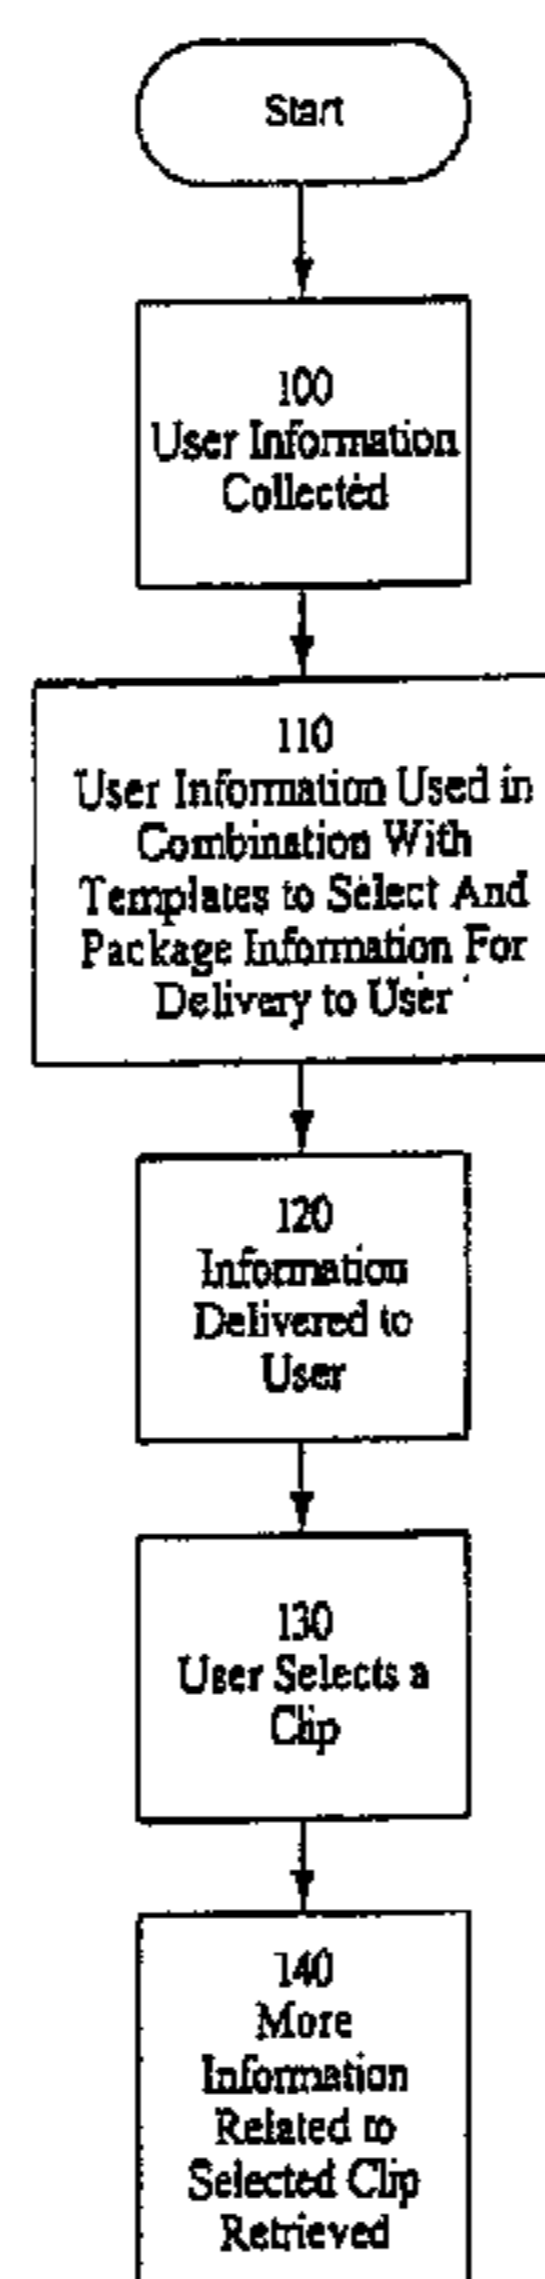 Start
100
User Information
Collected
110
User Information Used in
Combination With
Templates to Select And
Package Information For
Delivery to User
120
Information
Delivered to
User
130
User Selects a
Clip
140
More
Information
Related to
Selected Clip
Retrieved